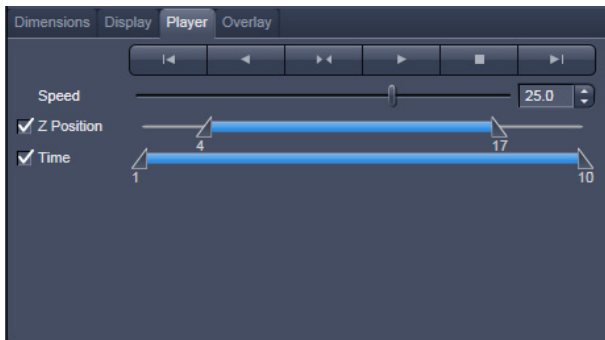 Dimensions Display Player Overlay
Speed 25.0
Z Position
4 17
Time
1 10